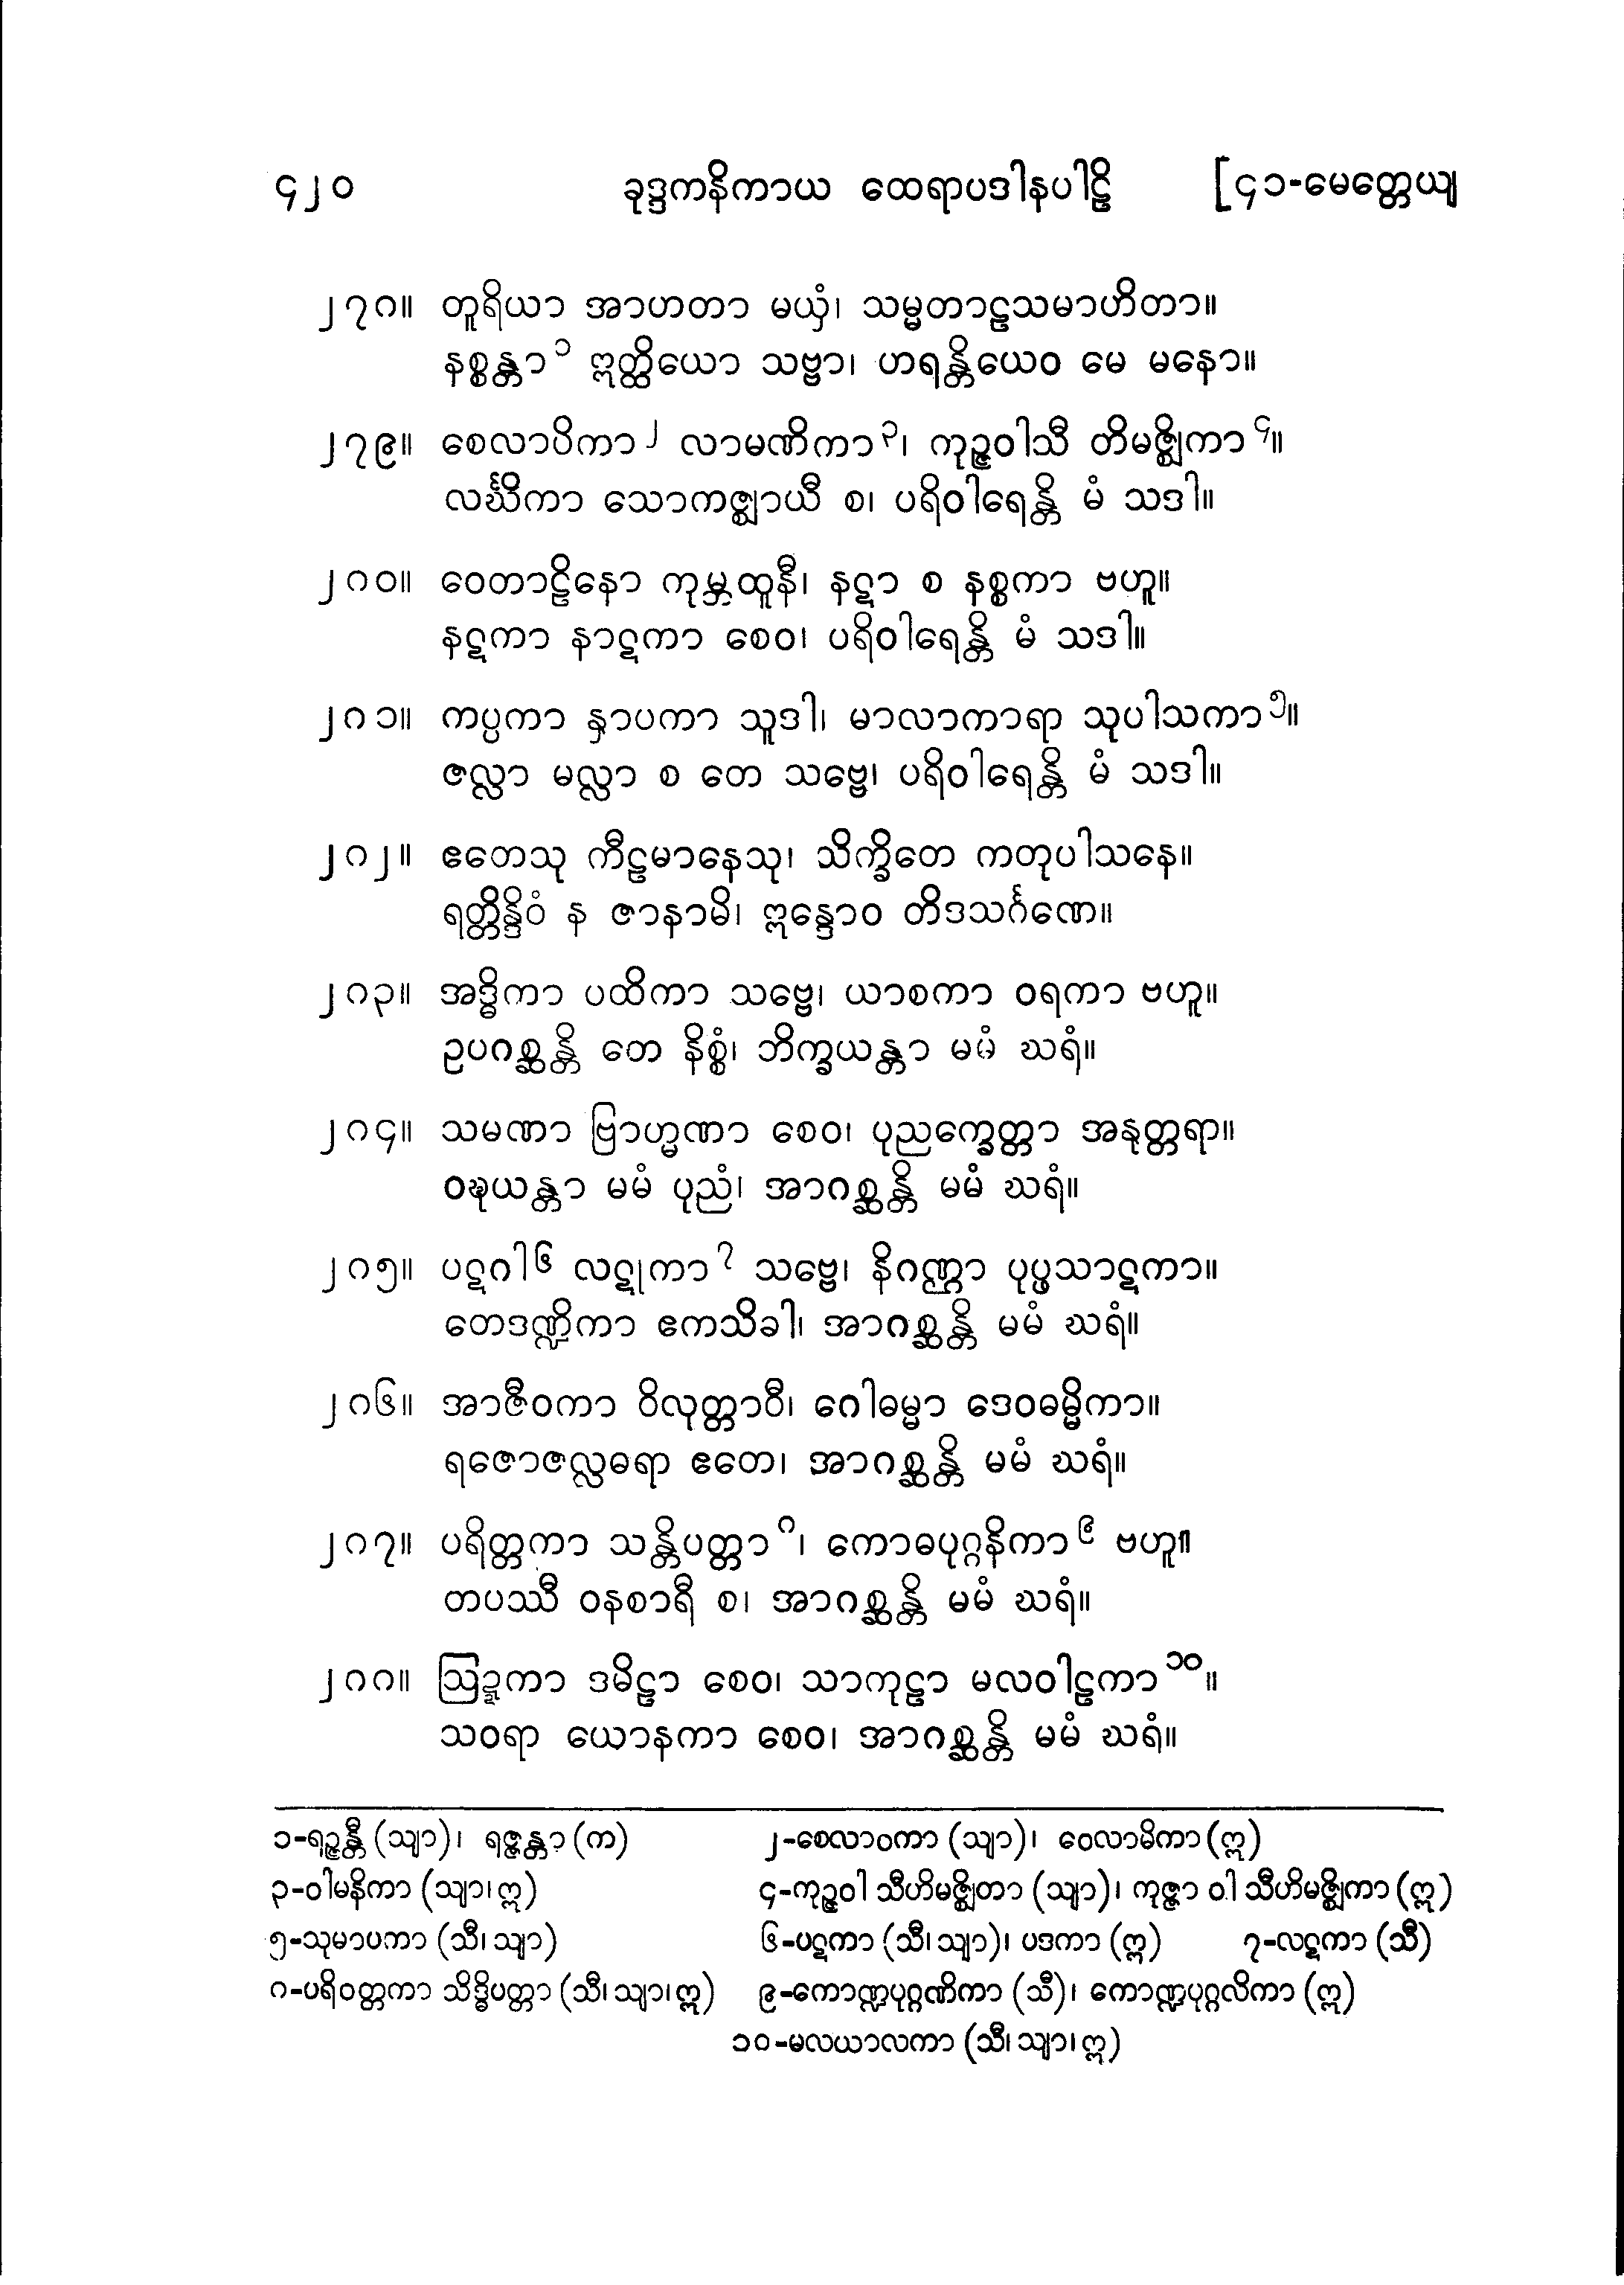 ၄၂၀ ခုဒ္ဒကနိကာယ ထေရာပဒါနပါဠိ [၄၁-မေတ္တေယျ
၂၇၈။ တူရိယာ အာဟတာ မယှံ၊ သမ္မတာဠသမာဟိတာ။
နစ္စန္တာ၁ ဣတ္ထိယော သဗ္ဗာ၊ ဟရန္တိယေဝ မေ မနော။
၂၇၉။ စေလာပိကာ၂ လာမဏိကာ၃၊ ကုဉ္ဇဝါသီ တိမဇ္ဈိကာ၄။
လင်္ဃိကာ သောကဇ္ဈာယီ စ၊ ပရိဝါရေန္တိ မံ သဒါ။
၂၈၀။ ဝေတာဠိနော ကုမ္ဘထူနီ၊ နဋာ စ နစ္စကာ ဗဟူ။
နဋကာ နာဋကာ စေဝ၊ ပရိဝါရေန္တိ မံ သဒါ။
၂၈၁။ ကပ္ပကာ နှာပကာ သူဒါ၊ မာလာကာရာ သုပါသကာ၅။
ဇလ္လာ မလ္လာ စ တေ သဗ္ဗေ၊ ပရိဝါရေန္တိ မံ သဒါ။
၂၈၂။ ဧတေသု ကီဠမာနေသု၊ သိက္ခိတေ ကတုပါသနေ။
ရတ္တိန္ဒိဝံ န ဇာနာမိ၊ ဣန္ဒောဝ တိဒသင်္ဂဏေ။
၂၈၃။ အဒ္ဓိကာ ပထိကာ သဗ္ဗေ၊ ယာစကာ ဝရကာ ဗဟူ။
ဥပဂစ္ဆန္တိ တေ နိစ္စံ၊ ဘိက္ခယန္တာ မမံ ဃရံ။
၂၈၄။ သမဏာ ဗြာဟ္မဏာ စေဝ၊ ပုညက္ခေတ္တာ အနုတ္တရာ။
ဝဍ္ဎယန္တာ မမံ ပုညံ၊ အာဂစ္ဆန္တိ မမံ ဃရံ။
၂၈၅။ ပဋဂါ၆ လဋုကာ၇ သဗ္ဗေ၊ နိဂဏ္ဌာ ပုပ္ဖသာဋကာ။
တေဒဏ္ဍိကာ ဧကသိခါ၊ အာဂစ္ဆန္တိ မမံ ဃရံ။
၂၈၆။ အာဇီဝကာ ဝိလုတ္တာဝီ၊ ဂေါဓမ္မာ ဒေဝဓမ္မိကာ။
ရဇောဇလ္လဓရာ ဧတေ၊ အာဂစ္ဆန္တိ မမံ ဃရံ။
၂၈၇။ ပရိတ္တကာ သန္တိပတ္တာ၈၊ ကောဓပုဂ္ဂနိကာ၉ ဗဟူ။
တပဿီ ဝနစာရီ စ၊ အာဂစ္ဆန္တိ မမံ ဃရံ။
၂၈၈။ ဩဍ္ဍကာ ဒမိဠာ စေဝ၊ သာကုဠာ မလဝါဠကာ၁၀။
သဝရာ ယောနကာ စေဝ၊ အာဂစ္ဆန္တိ မမံ ဃရံ။
၁-ရဉ္ဇန္တီ (သျာ)၊ ရဇ္ဇန္တာ (က) ၂-စေလာဝကာ (သျာ)၊ ဝေလာမိကာ (ဣ)
၃-ဝါမနိကာ (သျာ၊ ဣ) ၄-ကုဉ္ဇဝါ သီဟိမဇ္ဈိတာ (သျာ)၊ ကုဇ္ဇာ ဝါ သီဟိမဇ္ဈိကာ (ဣ)
၅-သုမာပကာ (သီ၊ သျာ) ၆-ပဋကာ (သီ၊ သျာ)၊ ပဒကာ (ဣ) ၇-လဋကာ (သီ)
၈-ပရိဝတ္တကာ သိဒ္ဓိပတ္တာ (သီ၊ သျာ၊ ဣ) ၉-ကောဏ္ဍပုဂ္ဂဏိကာ (သီ)၊ ကောဏ္ဍပုဂ္ဂလိကာ (ဣ)
၁၀-မလယာလကာ (သီ၊ သျာ၊ ဣ)